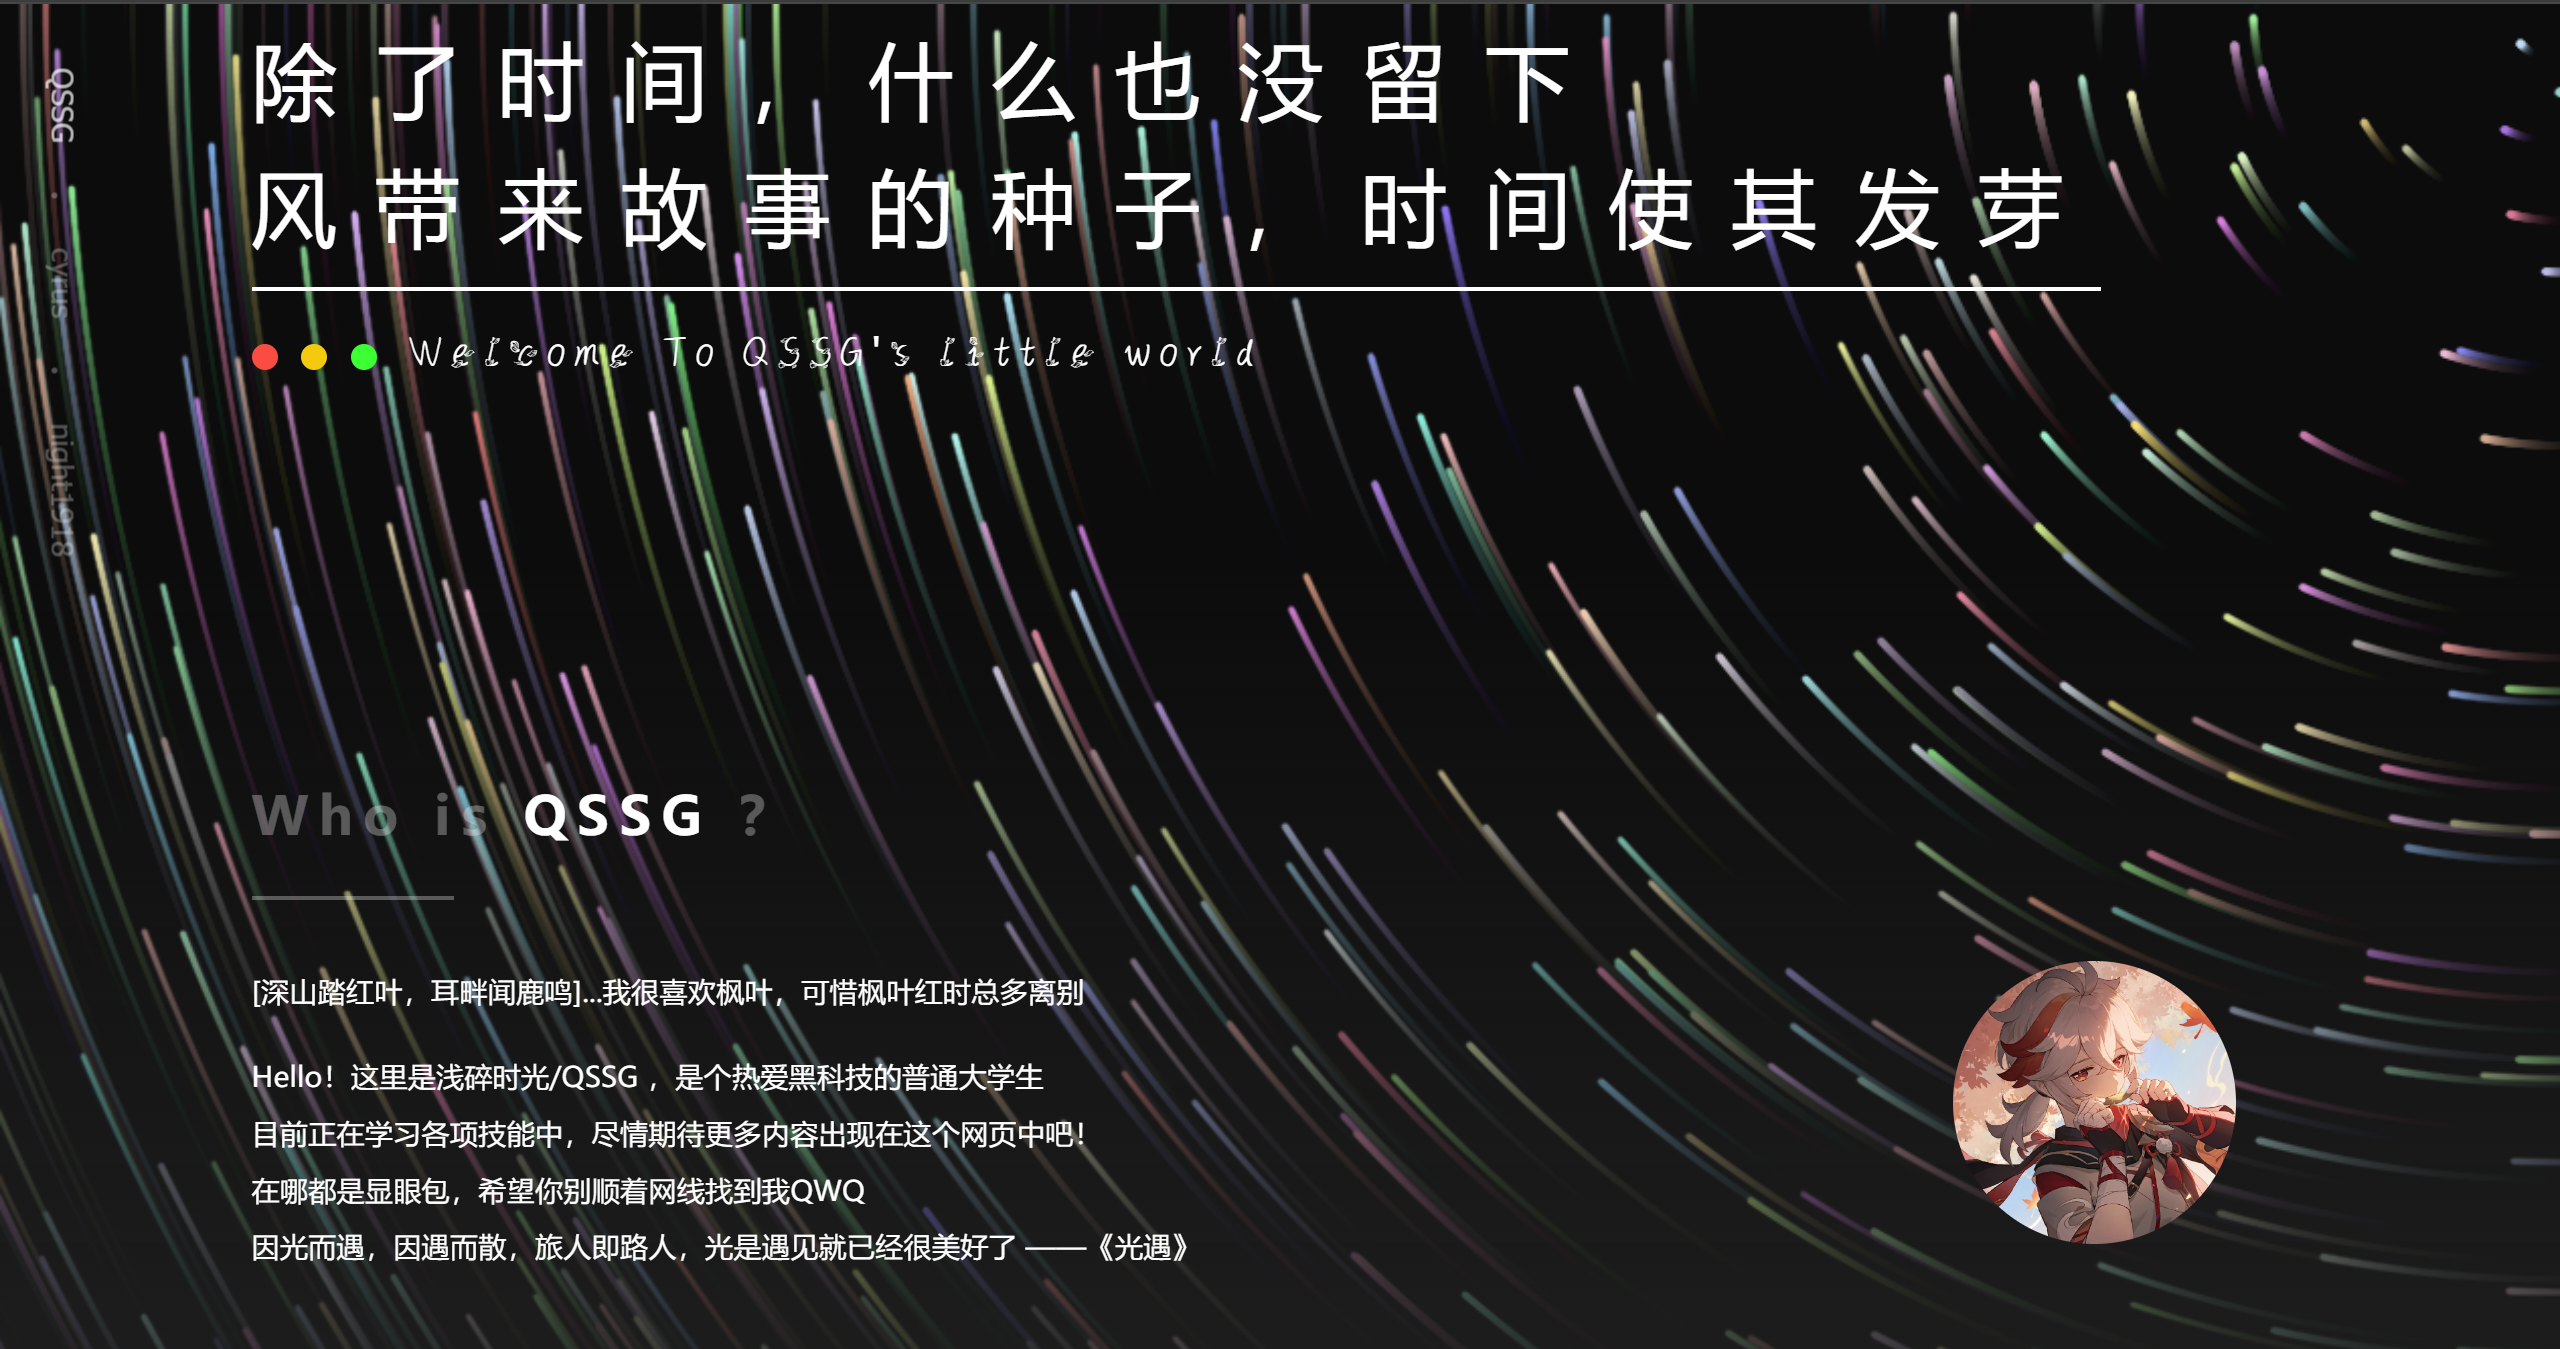 除了时间，什么也没留下
风带来故事的种子，时间使其发芽
Welcome To QSSG's little world
QSSG · cyrus · night1918
Who is QSSG ?
[深山踏红叶，耳畔闻鹿鸣]...我很喜欢枫叶，可惜枫叶红时总多离别
Hello！这里是浅碎时光/QSSG ，是个热爱黑科技的普通大学生
目前正在学习各项技能中，尽情期待更多内容出现在这个网页中吧！
在哪都是显眼包，希望你别顺着网线找到我QWQ
因光而遇，因遇而散，旅人即路人，光是遇见就已经很美好了 ——《光遇》